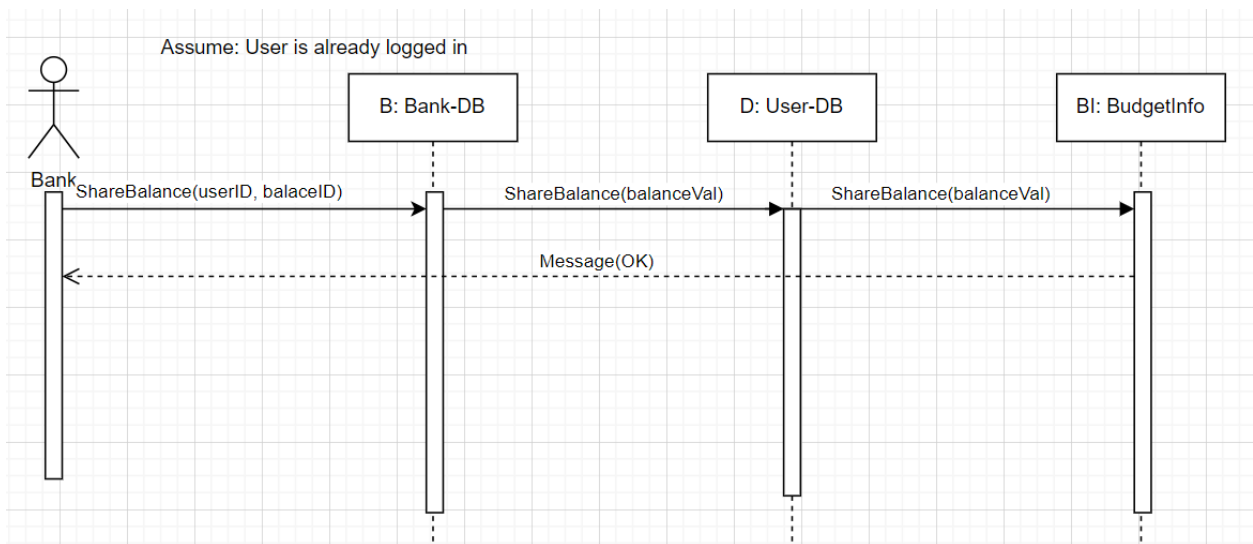 Assume: User is already logged in
B: Bank-DB
D: User-DB
BI: BudgetInfo
Bank
ShareBalance(userID, balaceID)
ShareBalance(balanceVal)
ShareBalance(balanceVal)
Message(OK)